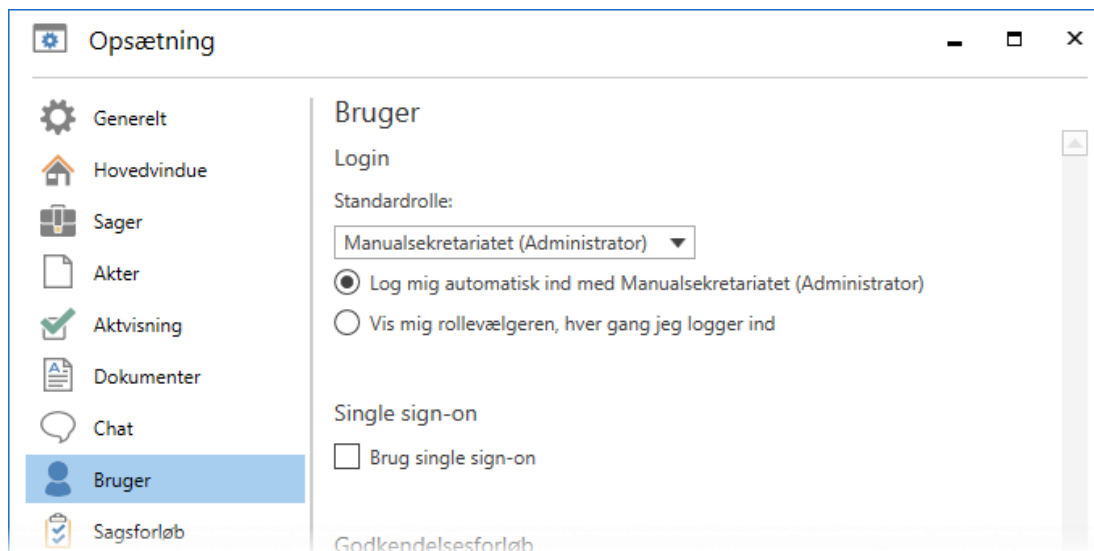 Opsætning
Generelt
Hovedvindue
Sager
Akter
Aktvisning
Dokumenter
Chat
Bruger
Sagsforløb
Bruger
Login
Standardrolle:
Manualsekretariatet (Administrator)
Log mig automatisk ind med Manualsekretariatet (Administrator)
Vis mig rollevælgeren, hver gang jeg logger ind
Single sign-on
Brug single sign-on
Godkendelsesforløb